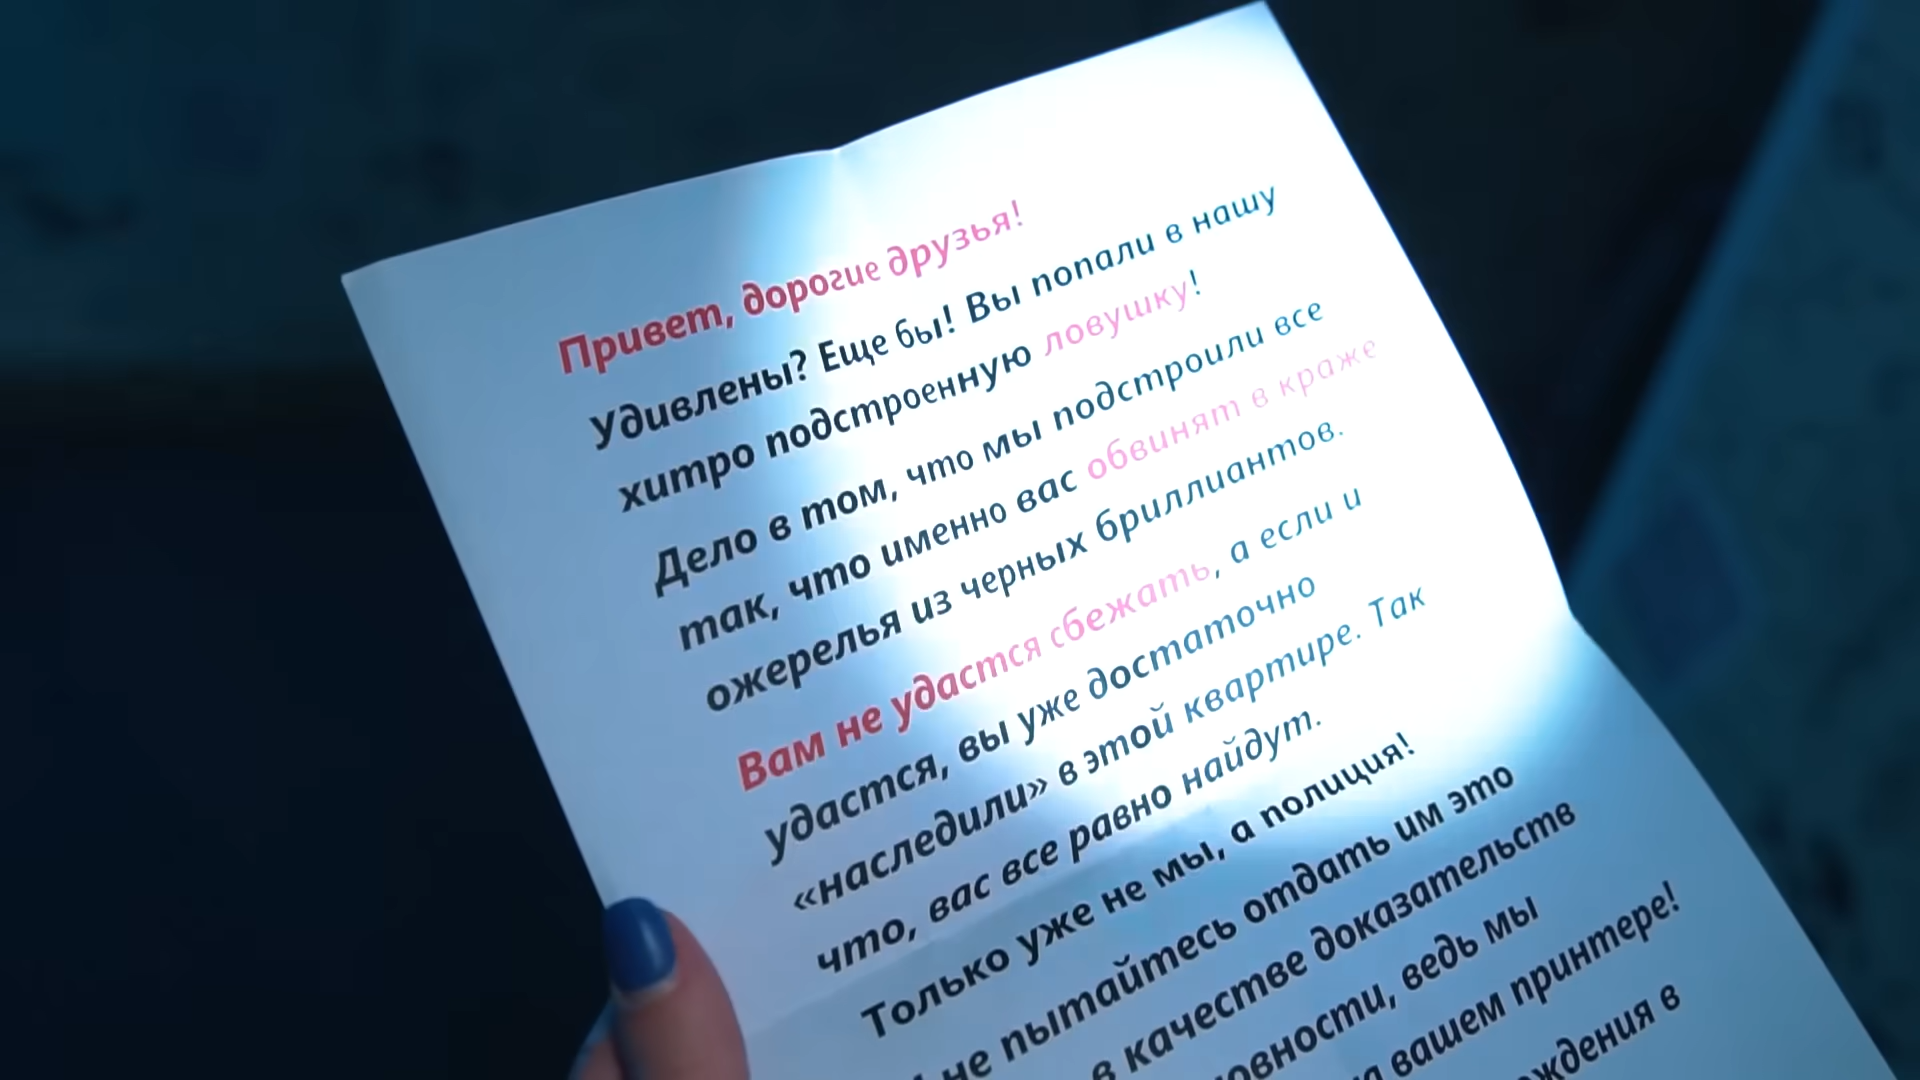 Привет, дорогие друзья!
Удивлены? Еще бы! Вы попали в нашу
хитро подстроенную ловушку!
Дело в том, что мы подстроили все
так, что именно вас обвинят в краже
ожерелья из черных бриллиантов.
Вам не удастся сбежать, а если и
удастся, вы уже достаточно
«наследили» в этой квартире. Так
что, вас все равно найдут.
Только уже не мы, а полиция!
не пытайтесь отдать им это
в качестве доказательств
ведь мы
вашем принтере!
в